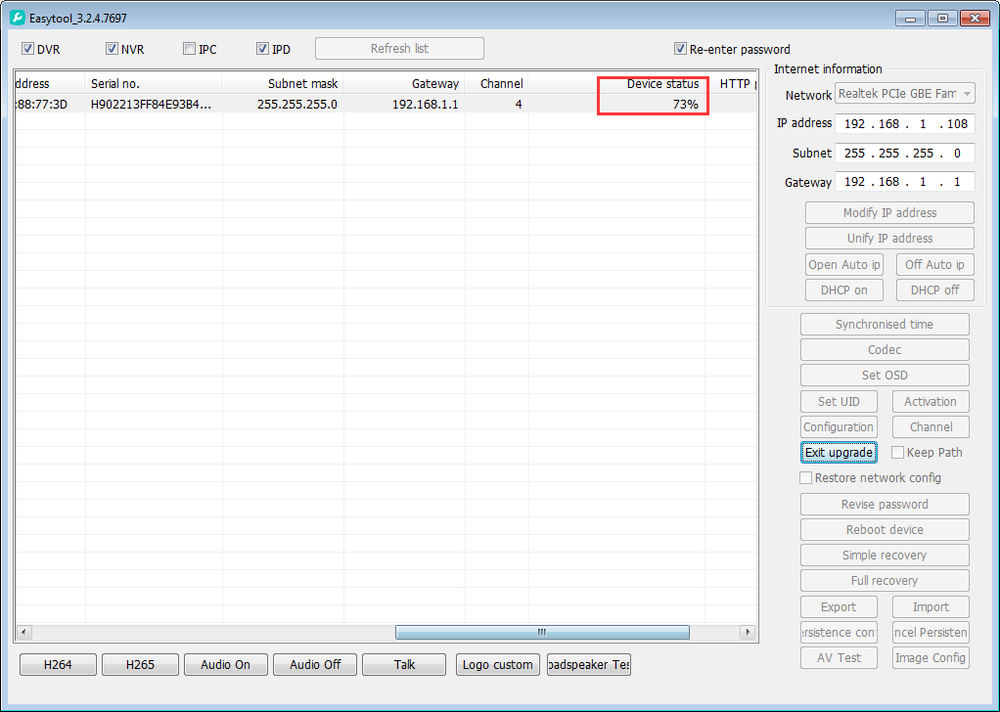 Easytool_3.2.4.7697
DVR NVR IPC IPD Refresh list Re-enter password
ddress Serial no. Subnet mask Gateway Channel Device status HTTP p
:88:77:3D H902213FF84E93B4... 255.255.255.0 192.168.1.1 4 73%
Internet information
Network Realtek PCIe GBE Fam
IP address 192 . 168 . 1 . 108
Subnet 255 . 255 . 255 . 0
Gateway 192 . 168 . 1 . 1
Modify IP address
Unify IP address
Open Auto ip Off Auto ip
DHCP on DHCP off
Synchronised time
Codec
Set OSD
Set UID Activation
Configuration Channel
Exit upgrade Keep Path
Restore network config
Revise password
Reboot device
Simple recovery
Full recovery
Export Import
rsistence con ncel Persisten
AV Test Image Config
H264 H265 Audio On Audio Off Talk Logo custom oadspeaker Tes